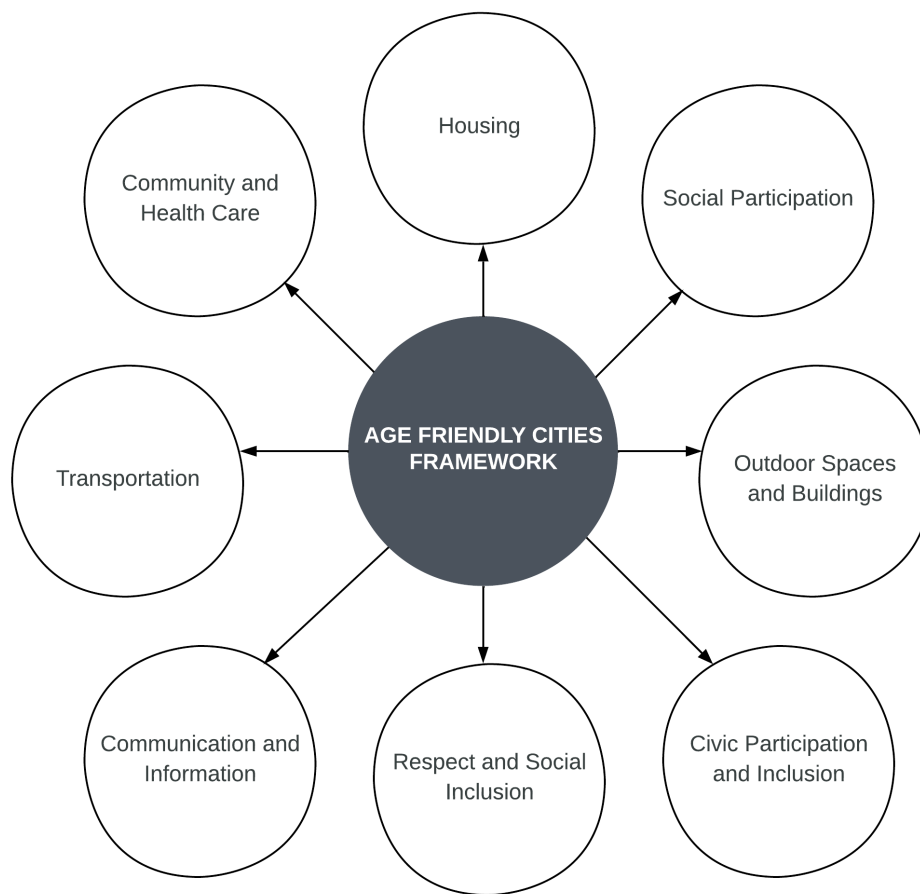 Housing
Community and
Health Care
Social Participation
AGE FRIENDLY CITIES
FRAMEWORK
Transportation
Outdoor Spaces
and Buildings
Communication and
Information
Respect and Social
Inclusion
Civic Participation
and Inclusion